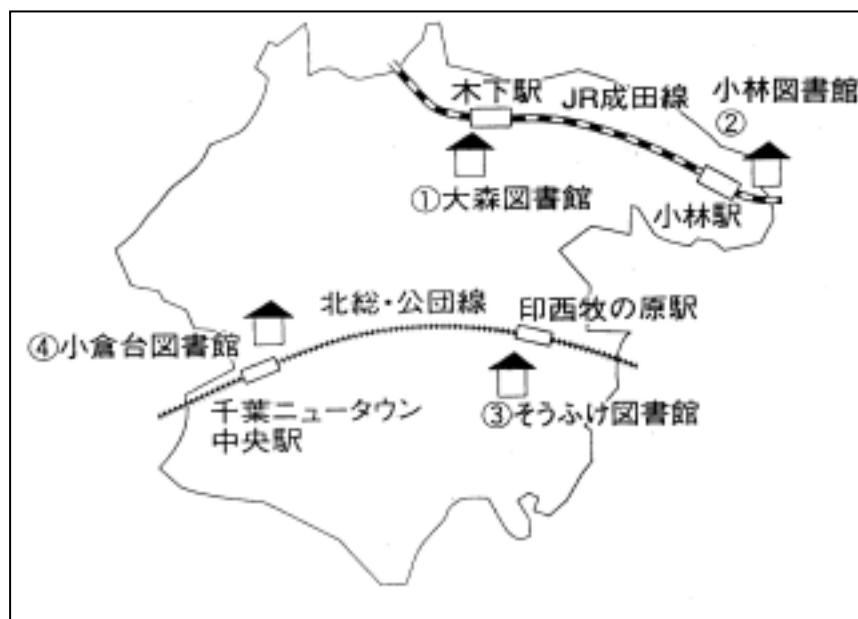 木下駅
JR成田線
小林図書館
②
①大森図書館
小林駅
北総・公団線
印西牧の原駅
④小倉台図書館
千葉ニュータウン
中央駅
③そうふけ図書館